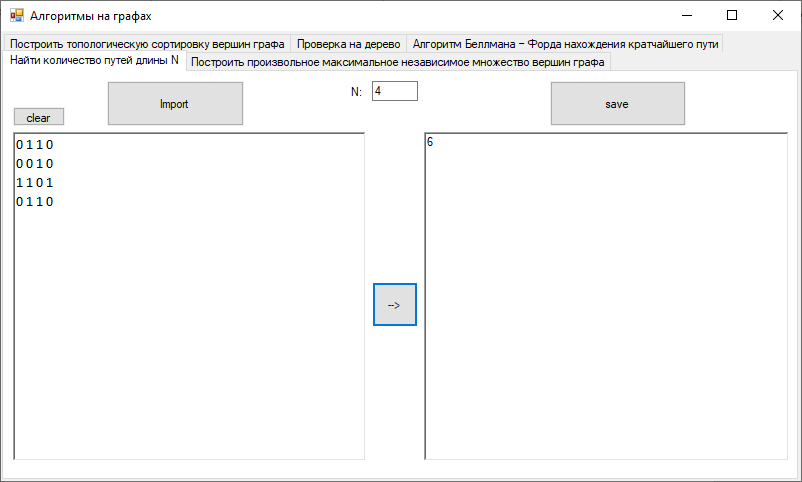 Алгоритмы на графах
Построить топологическую сортировку вершин графа
Проверка на дерево
Алгоритм Беллмана – Форда нахождения кратчайшего пути
Найти количество путей длины N
Построить произвольное максимальное независимое множество вершин графа
clear
Import
N:
4
save
0 1 1 0
0 0 1 0
1 1 0 1
0 1 1 0
-->
6